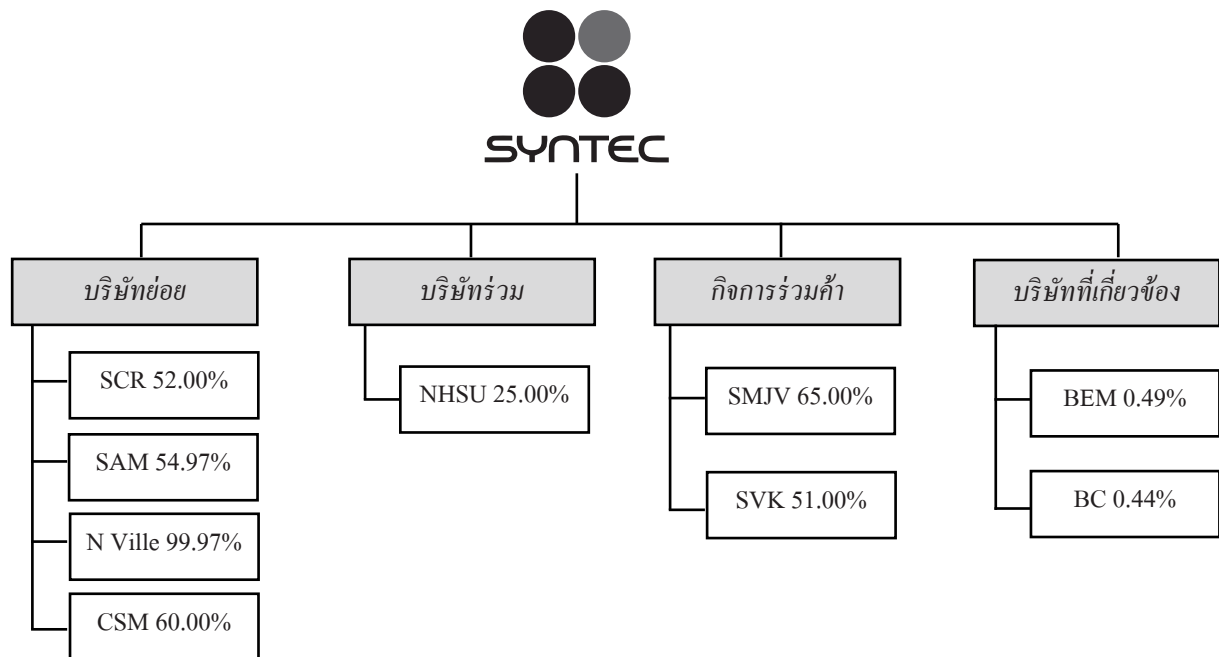 SYNTEC
บริษัทย่อย
SCR 52.00%
SAM 54.97%
N Ville 99.97%
CSM 60.00%
บริษัทร่วม
NHSU 25.00%
กิจการร่วมค้า
SMJV 65.00%
SVK 51.00%
บริษัทที่เกี่ยวข้อง
BEM 0.49%
BC 0.44%